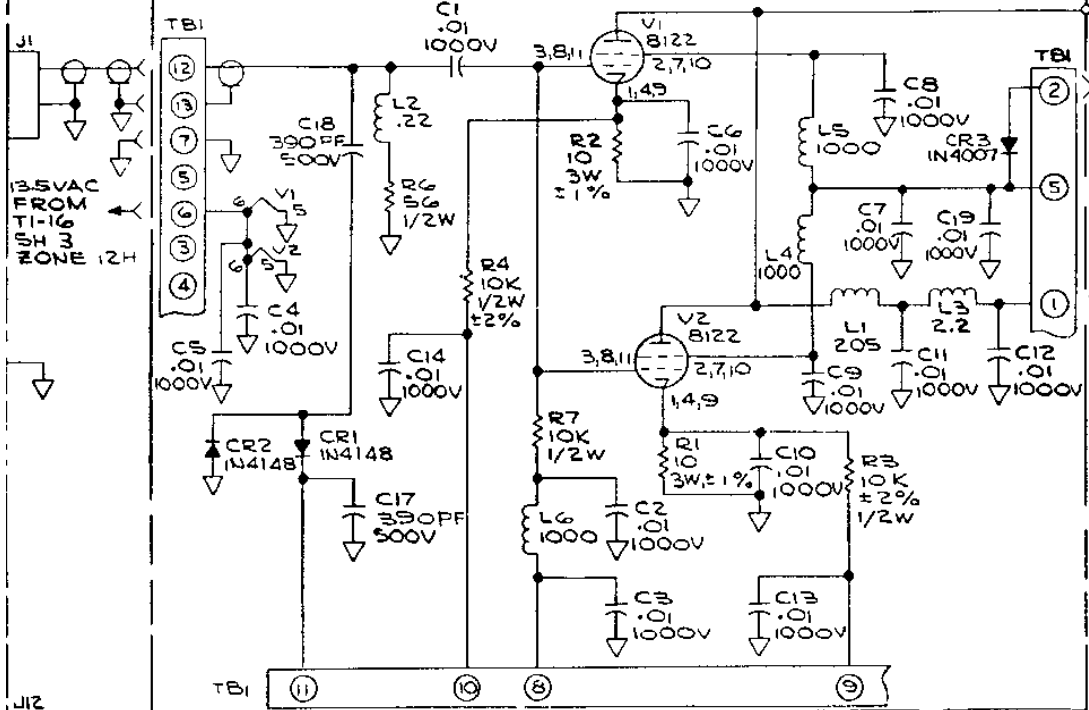 J1
TB1
12
13
7
5
6
3
4
13.5VAC
FROM
T1-16
SH 3
ZONE 12H
V1
6
5
V2
6
5
C4
.01
1000V
C5
.01
1000V
C18
390PF
500V
L2
.22
R6
56
1/2W
C1
.01
1000V
3,8,11
V1
8122
2,7,10
1,4,9
R2
10
3W
±1%
C6
.01
1000V
C8
.01
1000V
L5
1000
TB1
2
5
1
CR3
1N4007
C7
.01
1000V
C19
.01
1000V
L4
1000
R4
10K
1/2W
±2%
C14
.01
1000V
V2
8122
3,8,11
2,7,10
1,4,9
L1
205
L3
2.2
C9
.01
1000V
C11
.01
1000V
C12
.01
1000V
CR2
1N4148
CR1
1N4148
C17
390PF
500V
R7
10K
1/2W
R1
10
3W,±1%
C10
.01
1000V
R3
10K
±2%
1/2W
L6
1000
C2
.01
1000V
C3
.01
1000V
C13
.01
1000V
TB1
11
10
8
9
J12